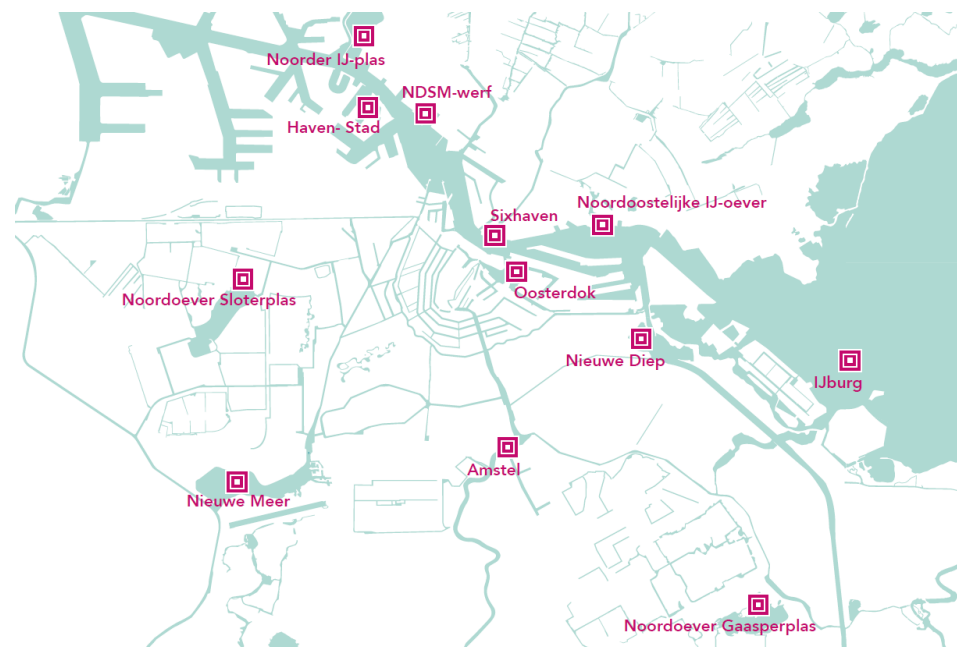 Noorder IJ-plas
NDSM-werf
Haven- Stad
Noordoostelijke IJ-oever
Sixhaven
Oosterdok
Noordoever Sloterplas
Nieuwe Diep
IJburg
Amstel
Nieuwe Meer
Noordoever Gaasperplas